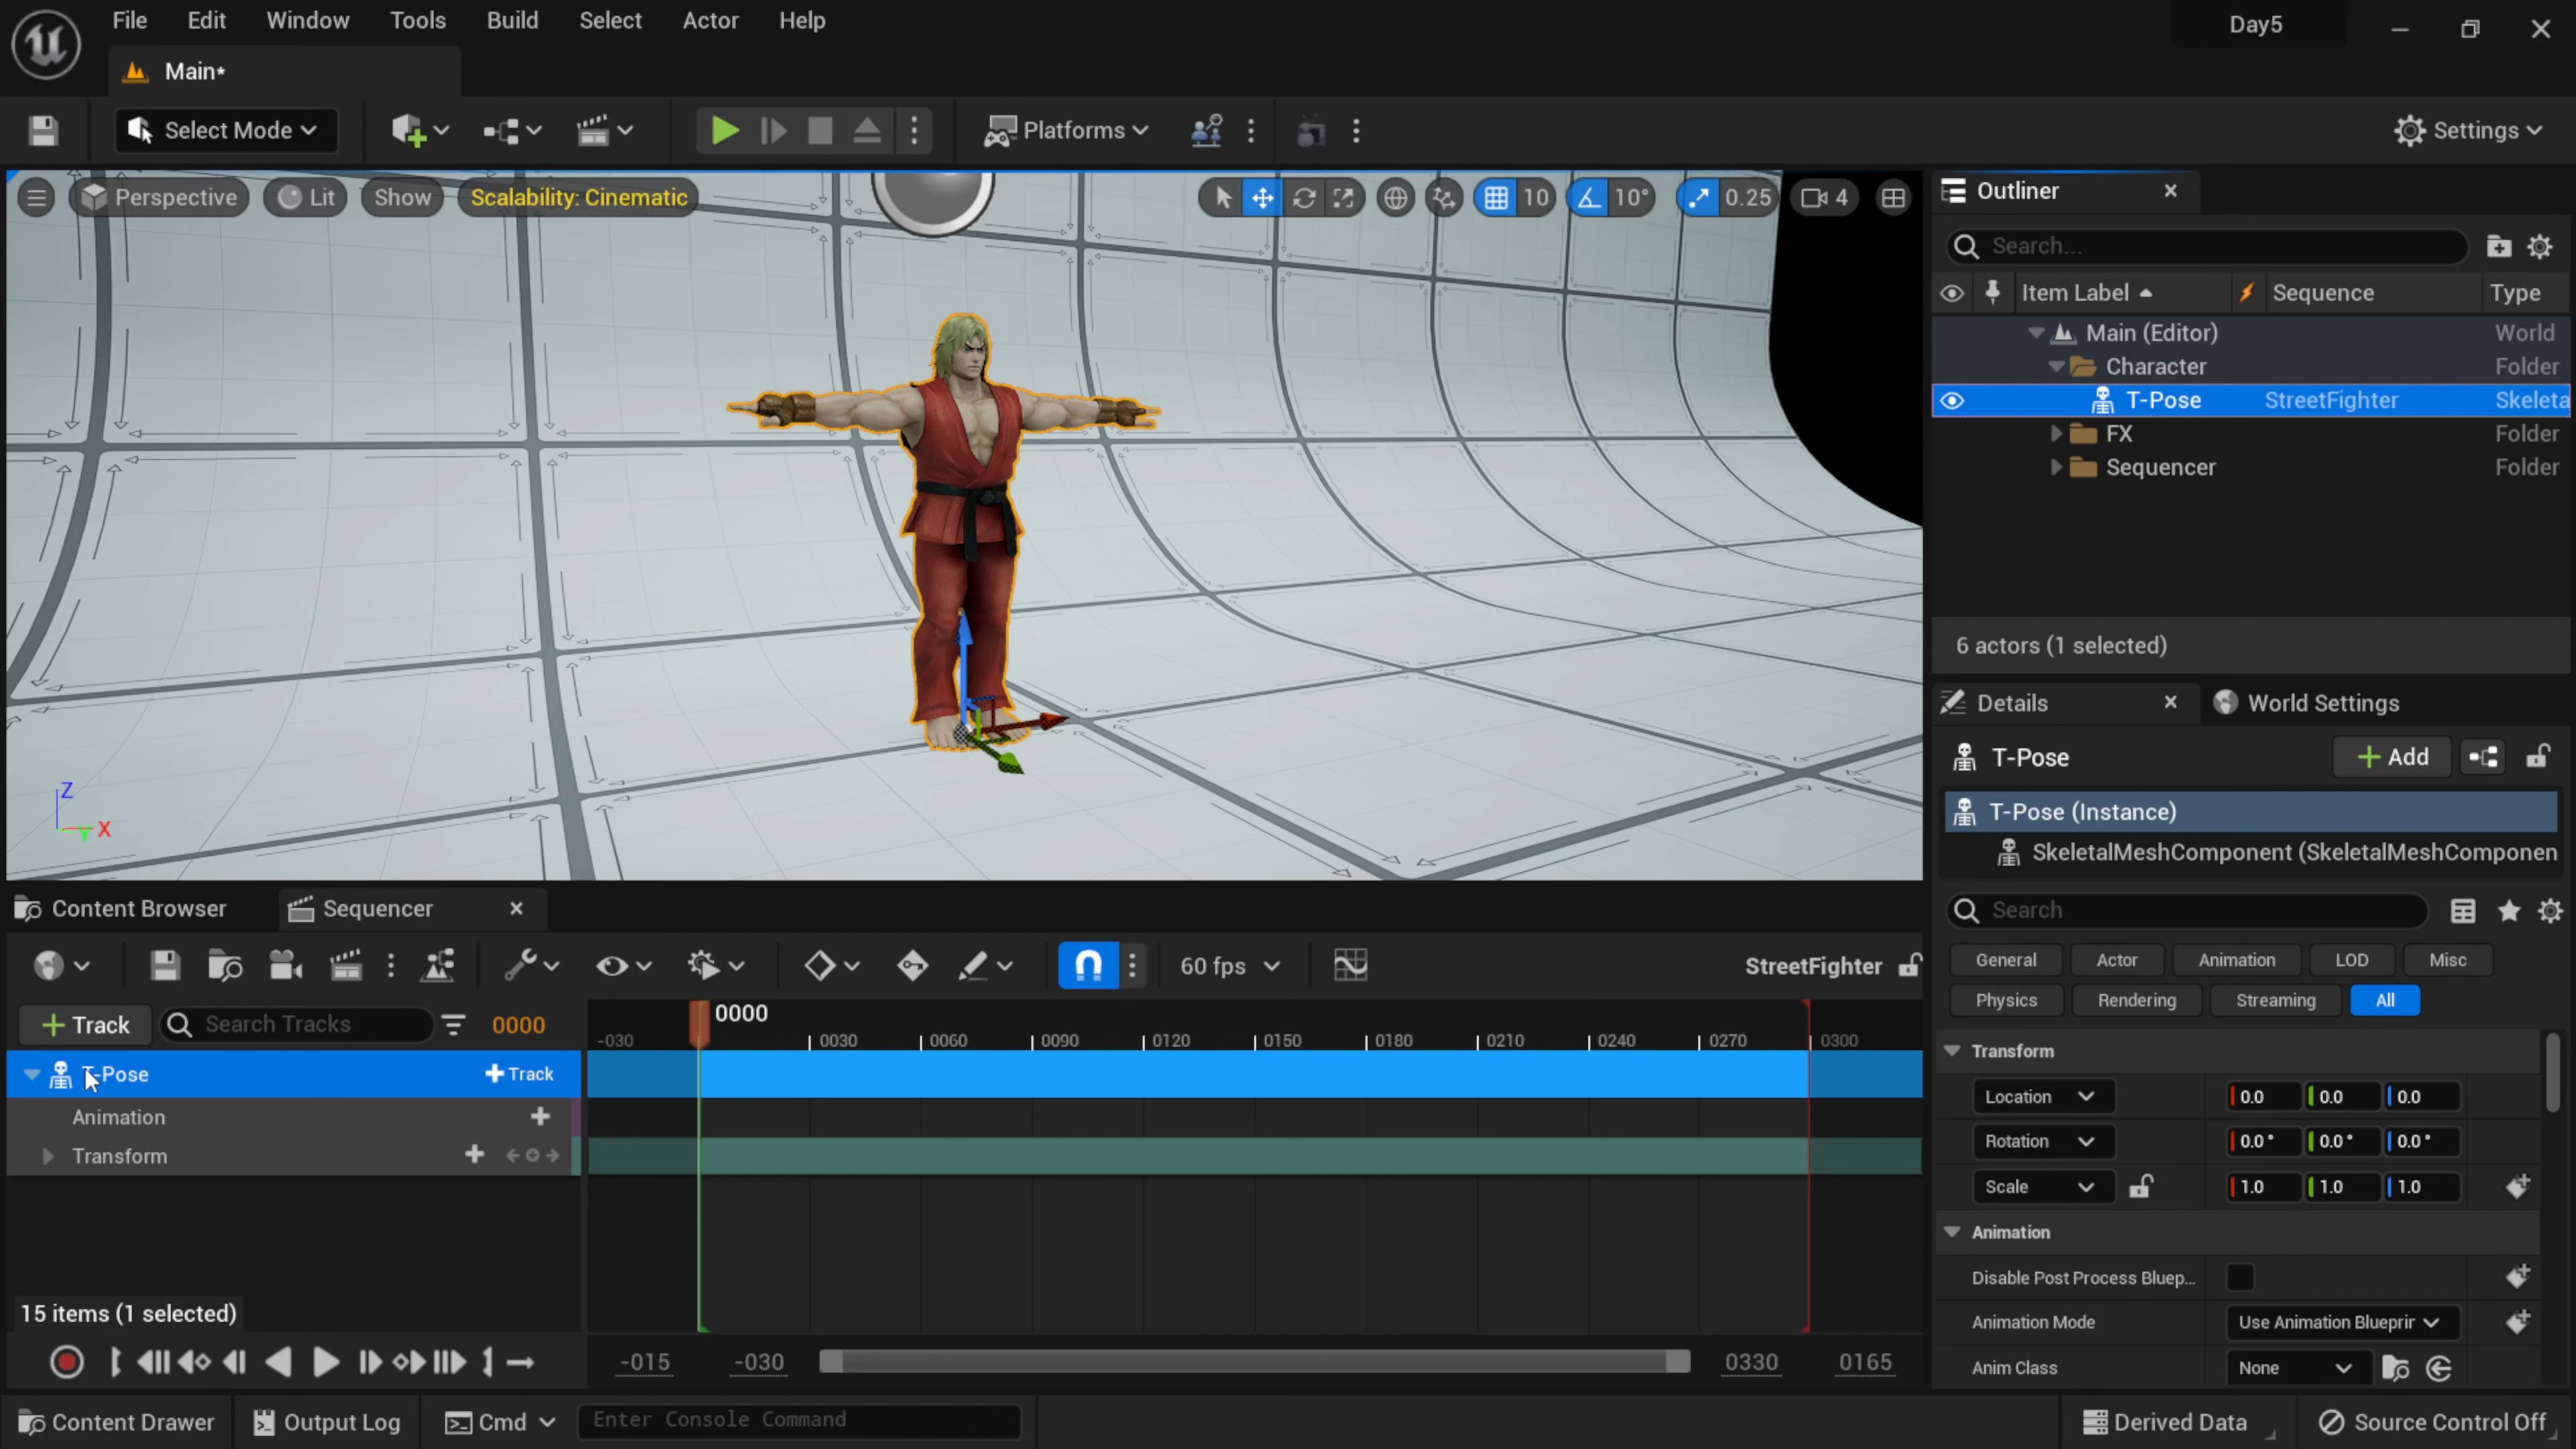 File Edit Window Tools Build Select Actor Help
Day5
Main*
Select Mode
Platforms
Settings
Perspective
Lit
Show
Scalability: Cinematic
10
10°
0.25
4
Z
Y
X
Outliner
Search...
Item Label Sequence Type
Main (Editor) World
Character Folder
T-Pose StreetFighter Skeleta
FX Folder
Sequencer Folder
6 actors (1 selected)
Details
World Settings
T-Pose
Add
T-Pose (Instance)
SkeletalMeshComponent (SkeletalMeshComponen
Search
General Actor Animation LOD Misc
Physics Rendering Streaming All
Transform
Location 0.0 0.0 0.0
Rotation 0.0° 0.0° 0.0°
Scale 1.0 1.0 1.0
Animation
Disable Post Process Bluep...
Animation Mode Use Animation Blueprir
Anim Class None
Content Browser
Sequencer
60 fps
StreetFighter
+ Track
Search Tracks
0000
0000
-030 0030 0060 0090 0120 0150 0180 0210 0240 0270 0300
T-Pose
+ Track
Animation
Transform
15 items (1 selected)
-015 -030 0330 0165
Content Drawer
Output Log
Cmd
Enter Console Command
Derived Data
Source Control Off